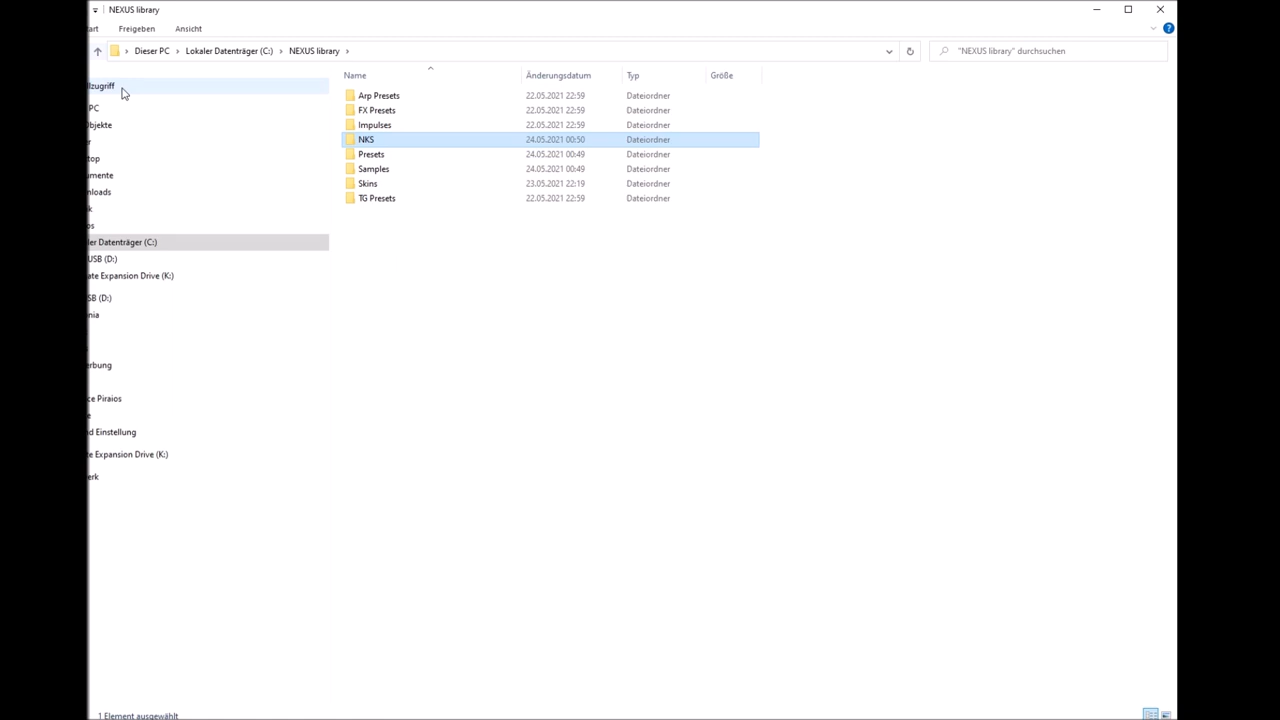 NEXUS library
Freigeben Ansicht
Dieser PC Lokaler Datenträger (C:) NEXUS library
"NEXUS library" durchsuchen
Name Änderungsdatum Typ Größe
Arp Presets 22.05.2021 22:59 Dateiordner
FX Presets 22.05.2021 22:59 Dateiordner
Impulses 22.05.2021 22:59 Dateiordner
NKS 24.05.2021 00:50 Dateiordner
Presets 24.05.2021 00:49 Dateiordner
Samples 24.05.2021 00:49 Dateiordner
Skins 23.05.2021 22:19 Dateiordner
TG Presets 22.05.2021 22:59 Dateiordner
lzugriff
PC
Objekte
er
top
umente
nloads
k
os
ler Datenträger (C:)
USB (D:)
ate Expansion Drive (K:)
SB (D:)
nia
erbung
ce Piraios
e
nd Einstellung
te Expansion Drive (K:)
erk
1 Element ausgewählt